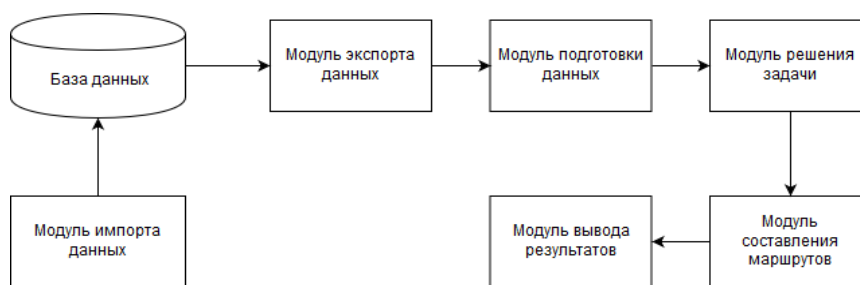 База данных
Модуль экспорта
данных
Модуль подготовки
данных
Модуль решения
задачи
Модуль импорта
данных
Модуль вывода
результатов
Модуль
составления
маршрутов